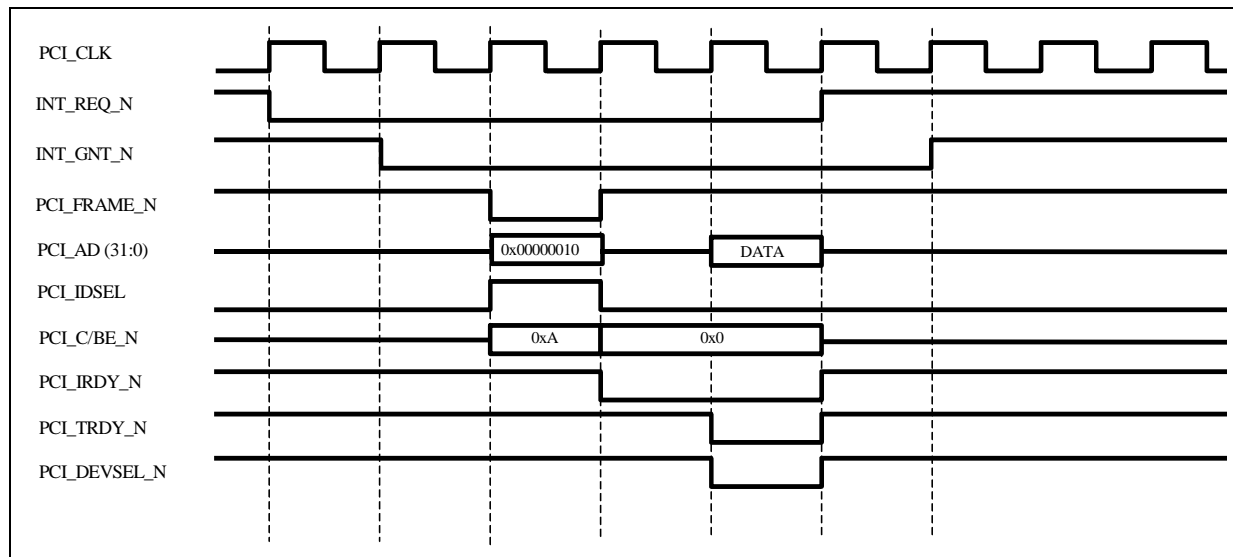 PCI_CLK
INT_REQ_N
INT_GNT_N
PCI_FRAME_N
PCI_AD (31:0) 0x00000010 DATA
PCI_IDSEL
PCI_C/BE_N 0xA 0x0
PCI_IRDY_N
PCI_TRDY_N
PCI_DEVSEL_N